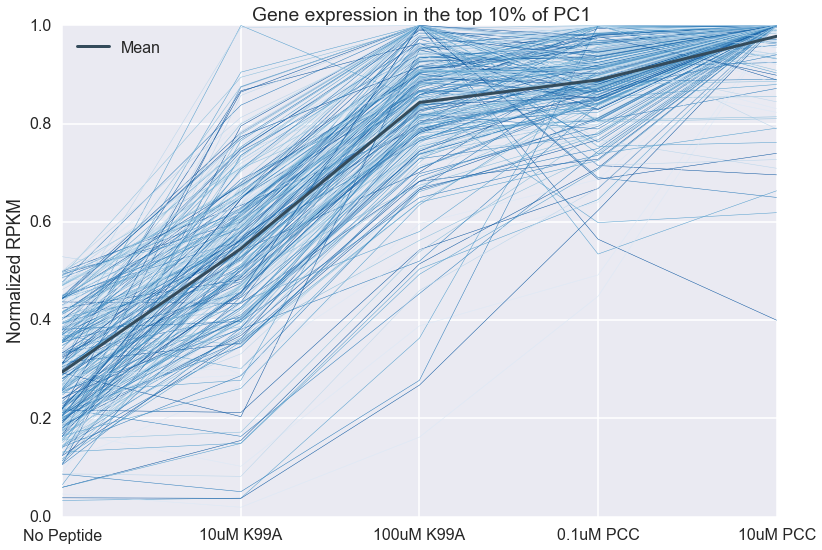 Gene expression in the top 10% of PC1
Mean
Normalized RPKM
1.0
0.8
0.6
0.4
0.2
0.0
No Peptide
10uM K99A
100uM K99A
0.1uM PCC
10uM PCC